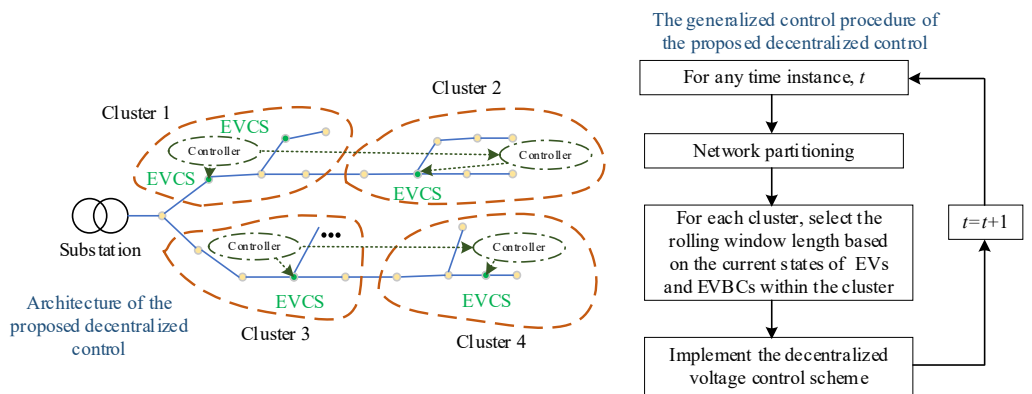 The generalized control procedure of
the proposed decentralized control
Cluster 1
Cluster 2
EVCS
Controller
Controller
EVCS
EVCS
Substation
Controller
Controller
EVCS
EVCS
Cluster 3
Cluster 4
Architecture of the
proposed decentralized
control
For any time instance, t
Network partitioning
For each cluster, select the
rolling window length based
on the current states of EVs
and EVBCs within the cluster
t=t+1
Implement the decentralized
voltage control scheme